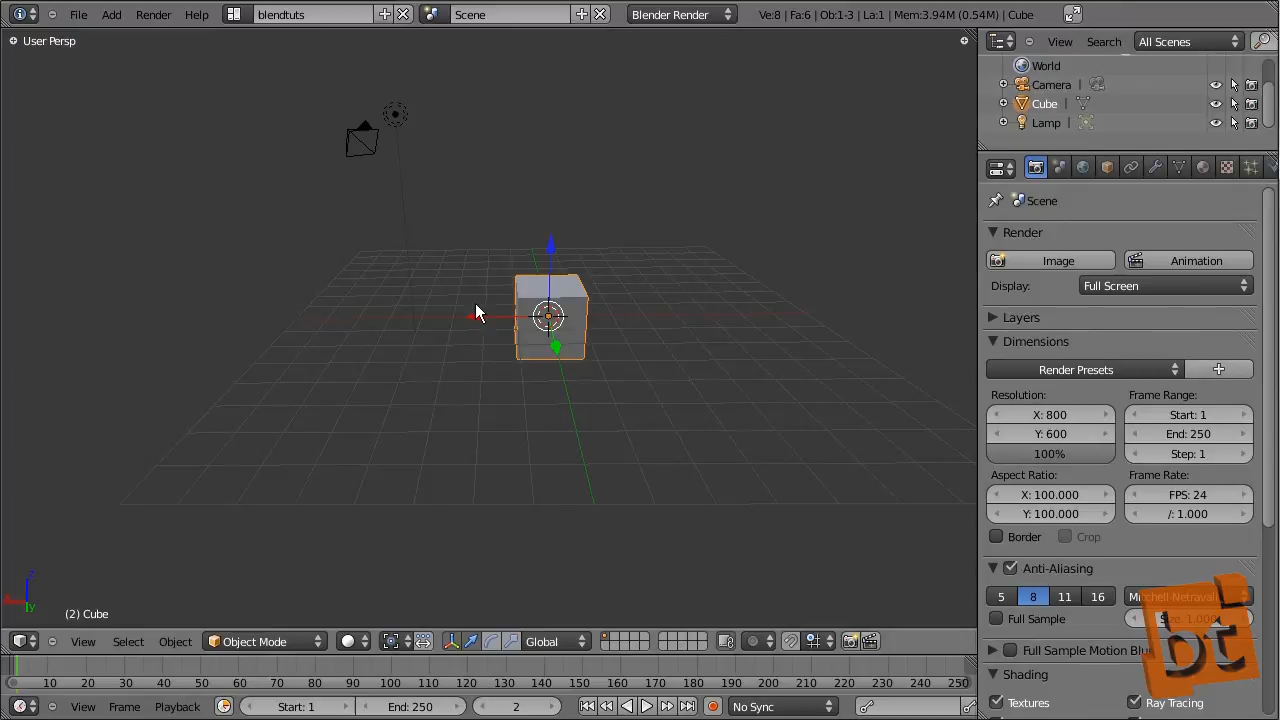 File Add Render Help blendtuts Scene Blender Render Ve:8 | Fa:6 | Ob:1-3 | La:1 | Mem:3.94M (0.54M) | Cube
User Persp
View Search All Scenes
World
Camera
Cube
Lamp
Scene
Render
Image Animation
Display: Full Screen
Layers
Dimensions
Render Presets
Resolution: Frame Range:
X: 800 Start: 1
Y: 600 End: 250
100% Step: 1
Aspect Ratio: Frame Rate:
X: 100.000 FPS: 24
Y: 100.000 /: 1.000
Border Crop
Anti-Aliasing
5 8 11 16 Mitchell-Netravali
Full Sample Size: 1.000
Full Sample Motion Blu
Shading
Textures Ray Tracing
bt
z
y
(2) Cube
View Select Object Object Mode Global
10 20 30 40 50 60 70 80 90 100 110 120 130 140 150 160 170 180 190 200 210 220 230 240 250
View Frame Playback Start: 1 End: 250 2 No Sync